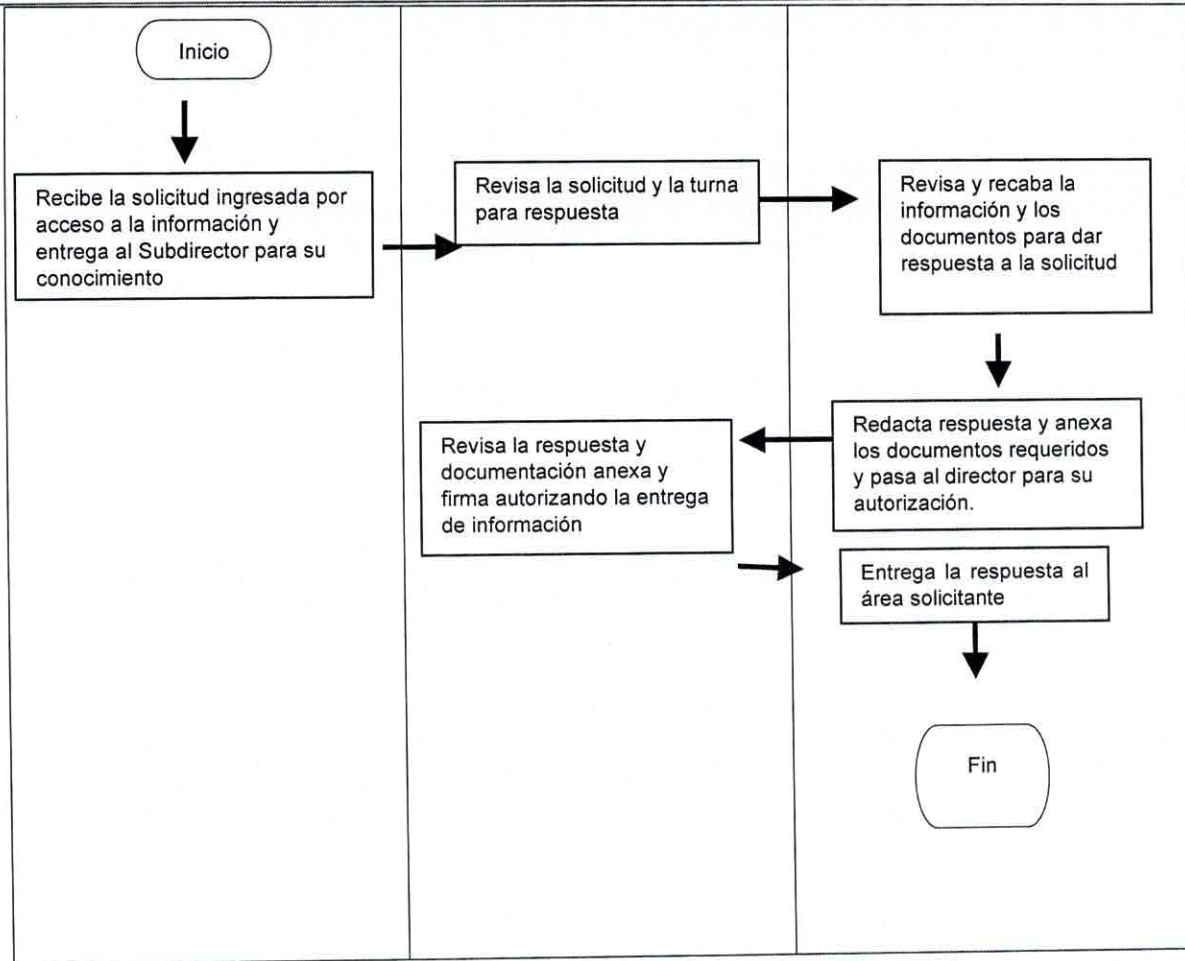 Inicio
Recibe la solicitud ingresada por
acceso a la información y
entrega al Subdirector para su
conocimiento
Revisa la solicitud y la turna
para respuesta
Revisa y recaba la
información y los
documentos para dar
respuesta a la solicitud
Redacta respuesta y anexa
los documentos requeridos
y pasa al director para su
autorización.
Revisa la respuesta y
documentación anexa y
firma autorizando la entrega
de información
Entrega la respuesta al
área solicitante
Fin